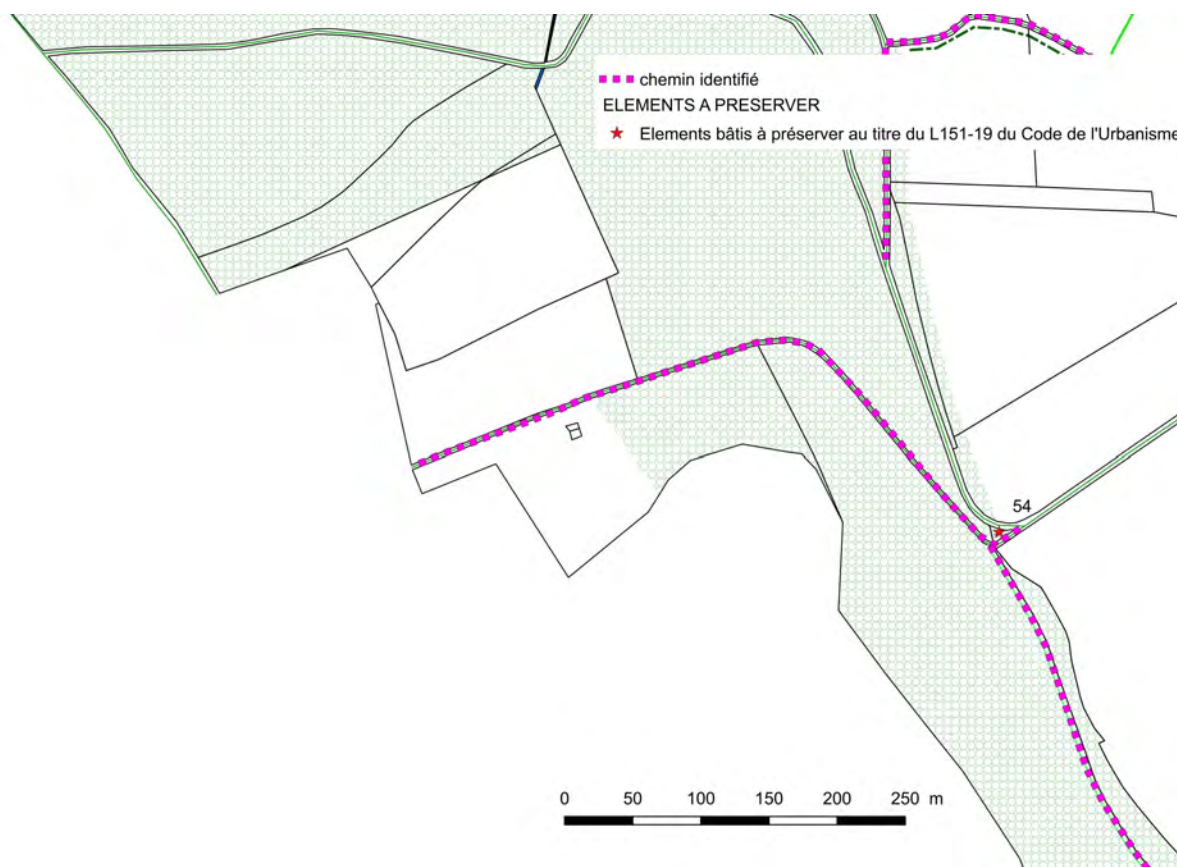 chemin identifié
ELEMENTS A PRESERVER
Elements bâtis à préserver au titre du L151-19 du Code de l'Urbanisme
54
0 50 100 150 200 250 m